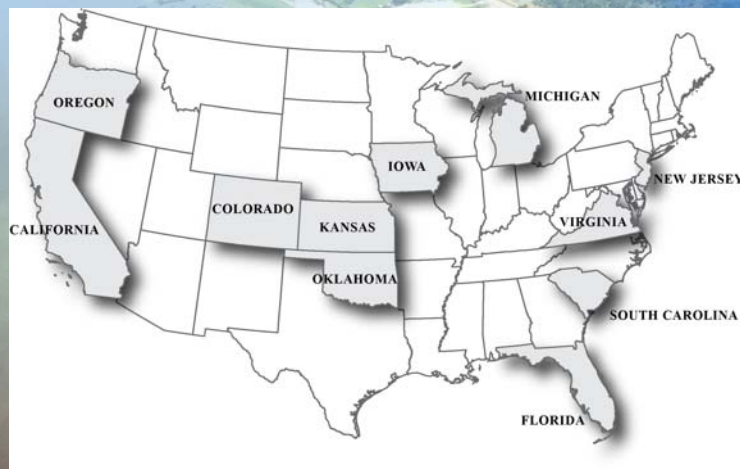 OREGON
MICHIGAN
IOWA
NEW JERSEY
COLORADO
CALIFORNIA
KANSAS
VIRGINIA
OKLAHOMA
SOUTH CAROLINA
FLORIDA